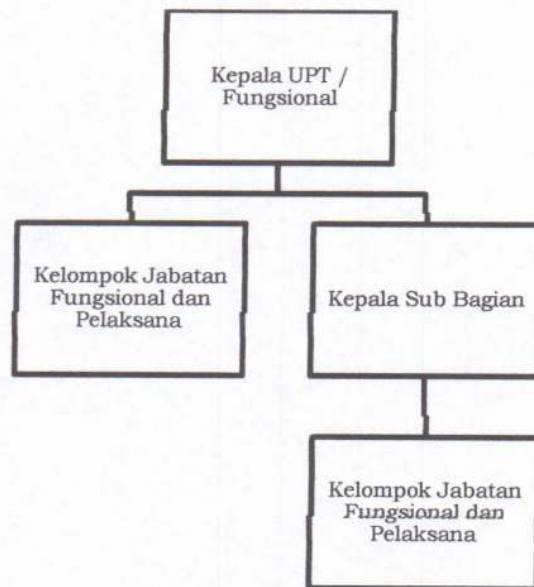 Kepala UPT /
Fungsional
Kelompok Jabatan
Fungsional dan
Pelaksana
Kepala Sub Bagian
Kelompok Jabatan
Fungsional dan
Pelaksana